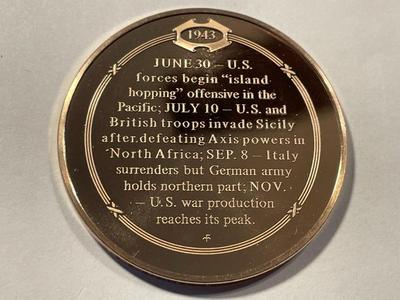 1943
JUNE 30 — U.S.
forces begin "island
hopping" offensive in the
Pacific; JULY 10 — U.S. and
British troops invade Sicily
after defeating Axis powers in
North Africa; SEP. 8 — Italy
surrenders but German army
holds northern part; NOV.
— U.S. war production
reaches its peak.